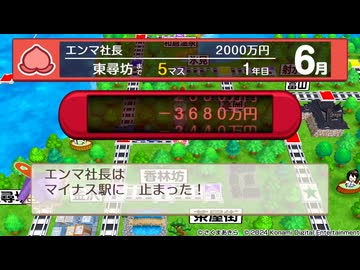 エンマ社長
2000万円
6月
東尋坊まで
5マス
1年目
-3680万円
エンマ社長は
マイナス駅に 止まった!
香林坊
茶屋街
©さくまあきら ©2024 Konami Digital Entertainment